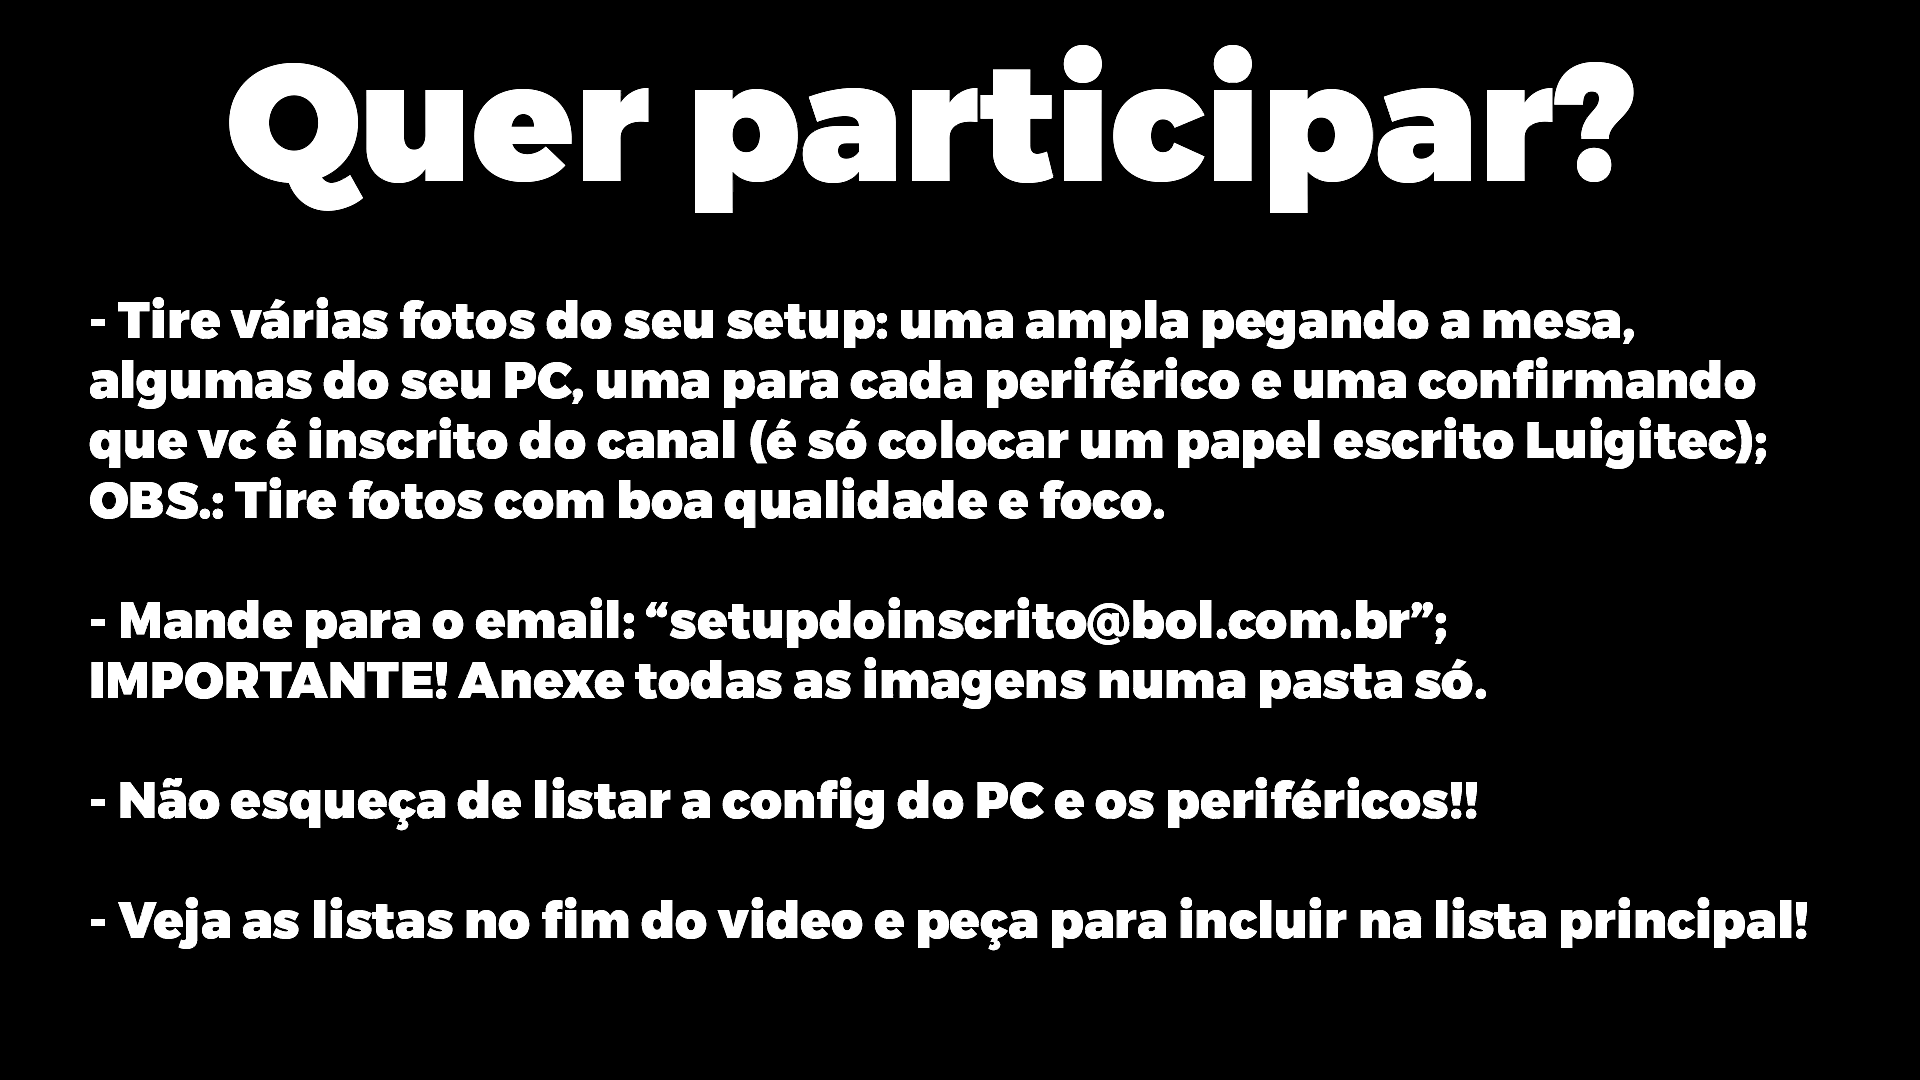 Quer participar?
- Tire várias fotos do seu setup: uma ampla pegando a mesa,
algumas do seu PC, uma para cada periférico e uma confirmando
que vc é inscrito do canal (é só colocar um papel escrito Luigitec);
OBS.: Tire fotos com boa qualidade e foco.
- Mande para o email: “setupdoinscrito@bol.com.br”;
IMPORTANTE! Anexe todas as imagens numa pasta só.
- Não esqueça de listar a config do PC e os periféricos!!
- Veja as listas no fim do video e peça para incluir na lista principal!